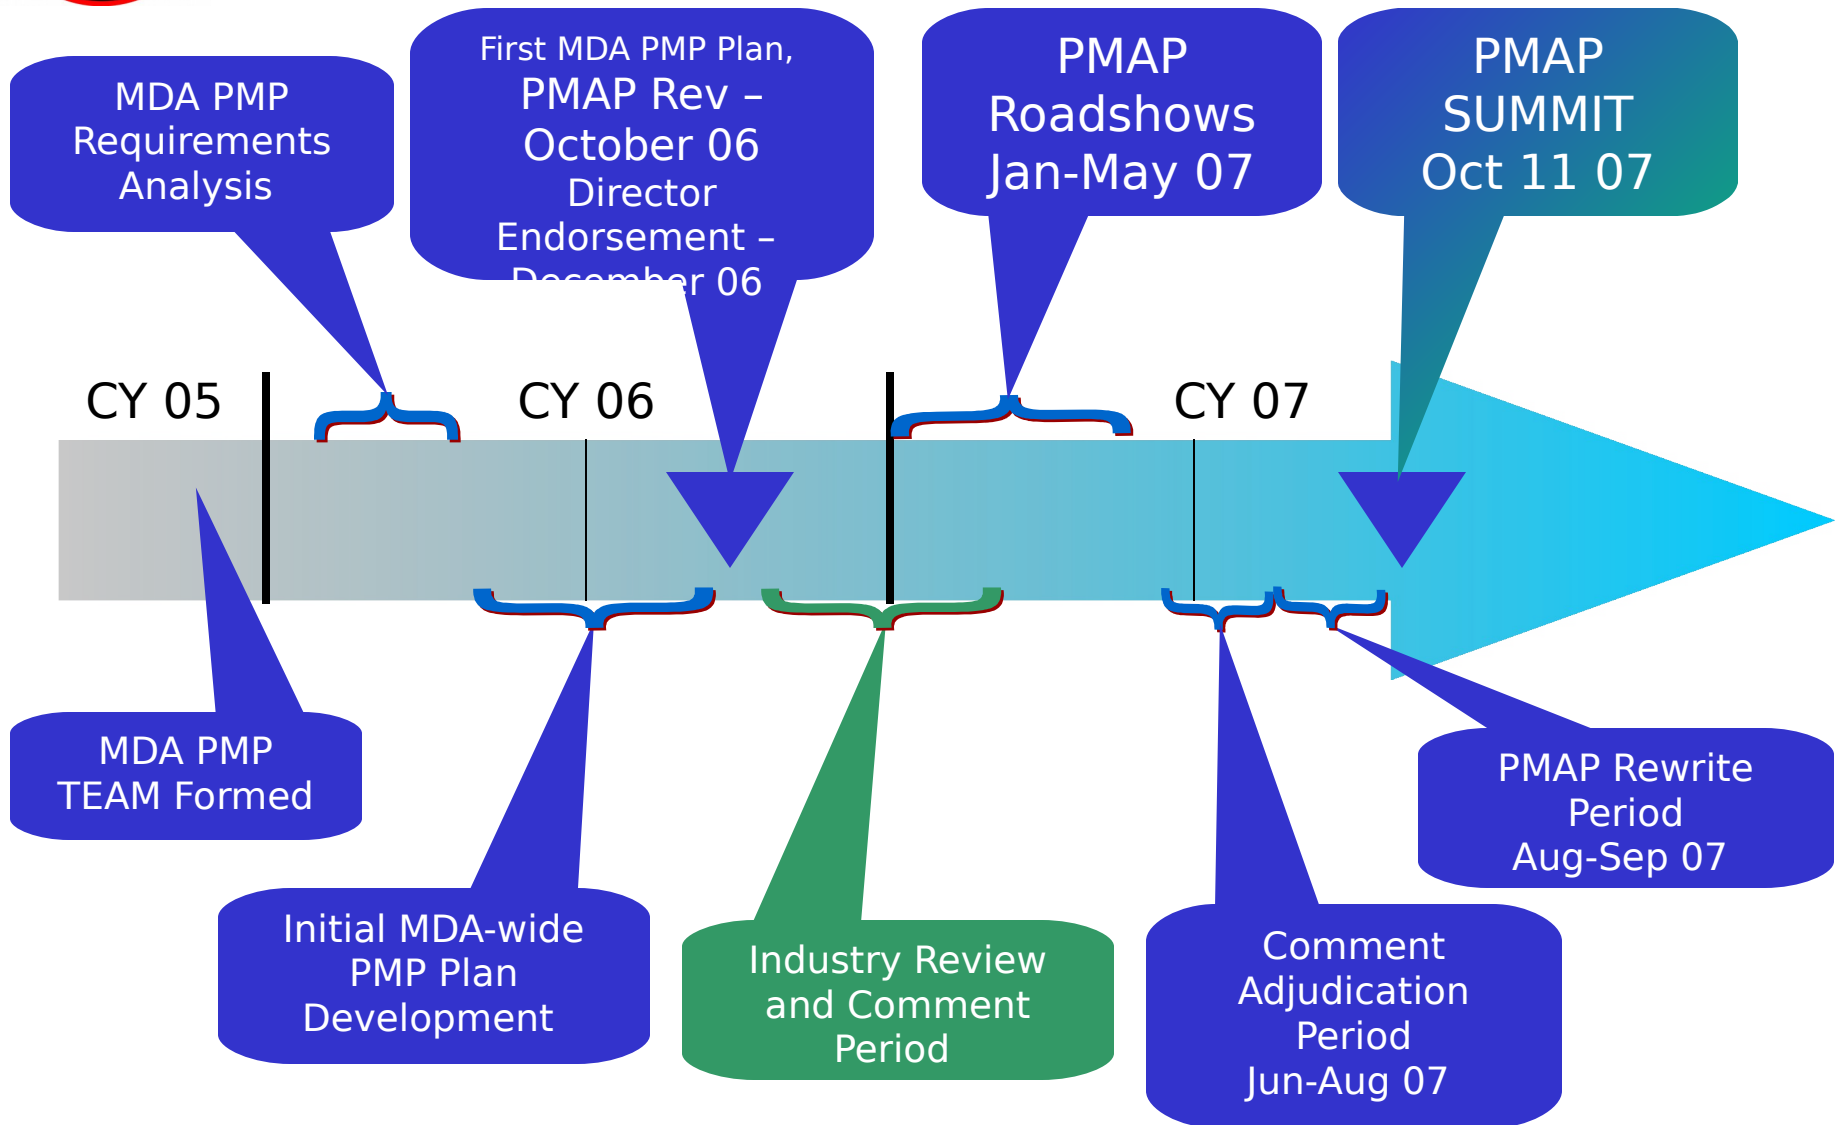 MDA PMP
Requirements
Analysis
First MDA PMP Plan,
PMAP Rev –
October 06
Director
Endorsement –
December 06
PMAP
Roadshows
Jan-May 07
PMAP
SUMMIT
Oct 11 07
CY 05
CY 06
CY 07
MDA PMP
TEAM Formed
Initial MDA-wide
PMP Plan
Development
Industry Review
and Comment
Period
Comment
Adjudication
Period
Jun-Aug 07
PMAP Rewrite
Period
Aug-Sep 07